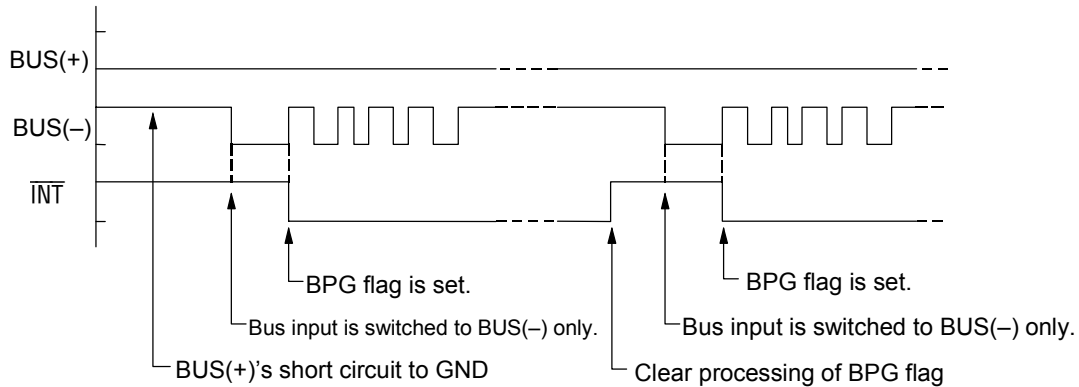 BUS(+)
BUS(–)
INT
BPG flag is set.
BPG flag is set.
Bus input is switched to BUS(–) only.
Bus input is switched to BUS(–) only.
BUS(+)'s short circuit to GND
Clear processing of BPG flag